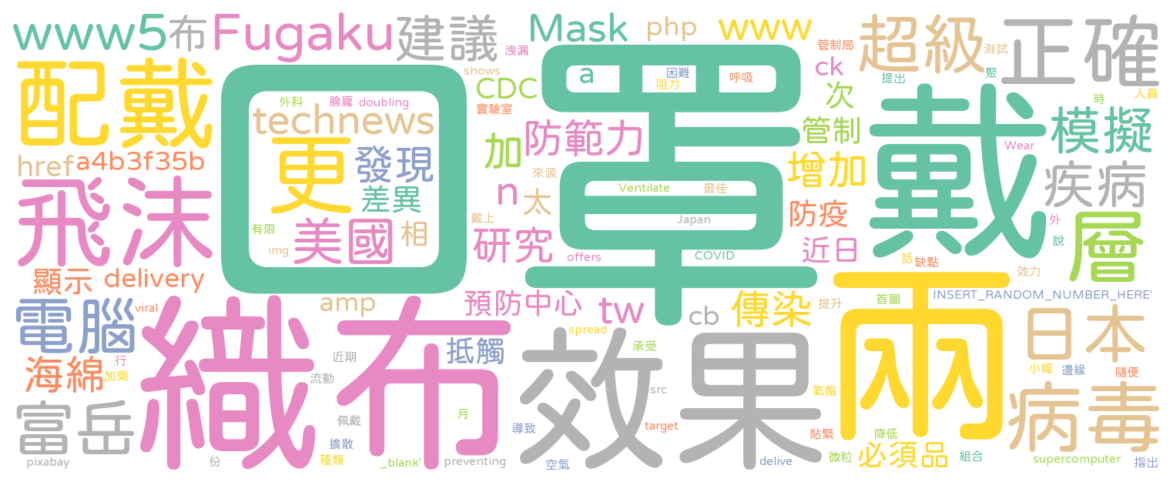 www5
布
Fugaku
建議
Mask
php
www
管制局
超級
測試
正確
洩漏
shows
a
困難
阻力
呼吸
ck
提出
聚
人員
配戴
外科
臉龐
doubling
CDC
實驗室
次
時
technews
加
防範力
管制
戴
模擬
href
a4b3f35b
更
發現
來源
增加
Wear
疾病
口
罩
飛沫
差異
n
太
Ventilate
最佳
防疫
有限
美國
相
戴上
Japan
外
層
img
研究
offers
COVID
近日
說
顯示
delivery
話
缺點
效力
amp
預防中心
tw
cb
傳染
提升
首圖
INSERT_RANDOM_NUMBER_HERE'
電腦
viral
織布
spread
抵觸
承受
兩
日本
海綿
行
加栗
近期
流動
效果
src
氨酯
小幅
邊緣
隨便
富岳
佩戴
月
導致
target
貼緊
降低
病毒
擴散
pixabay
份
種類
_blank'
preventing
空氣
delive
微粒
必須品
組合
supercomputer
指出